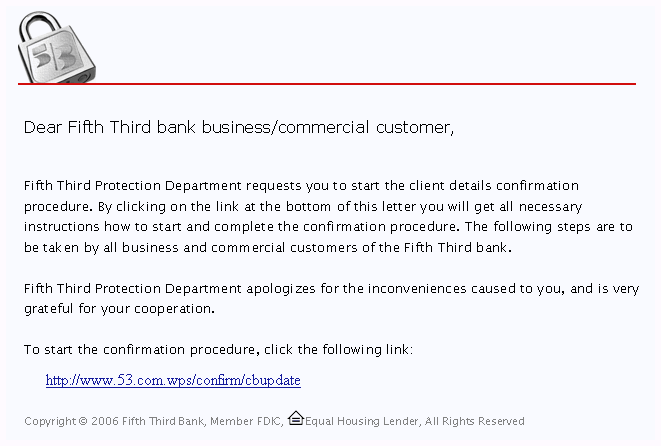 53
Dear Fifth Third bank business/commercial customer,
Fifth Third Protection Department requests you to start the client details confirmation
procedure. By clicking on the link at the bottom of this letter you will get all necessary
instructions how to start and complete the confirmation procedure. The following steps are to
be taken by all business and commercial customers of the Fifth Third bank.
Fifth Third Protection Department apologizes for the inconveniences caused to you, and is very
grateful for your cooperation.
To start the confirmation procedure, click the following link:
http://www.53.com.wps/confirm/cbupdate
Copyright © 2006 Fifth Third Bank, Member FDIC, Equal Housing Lender, All Rights Reserved